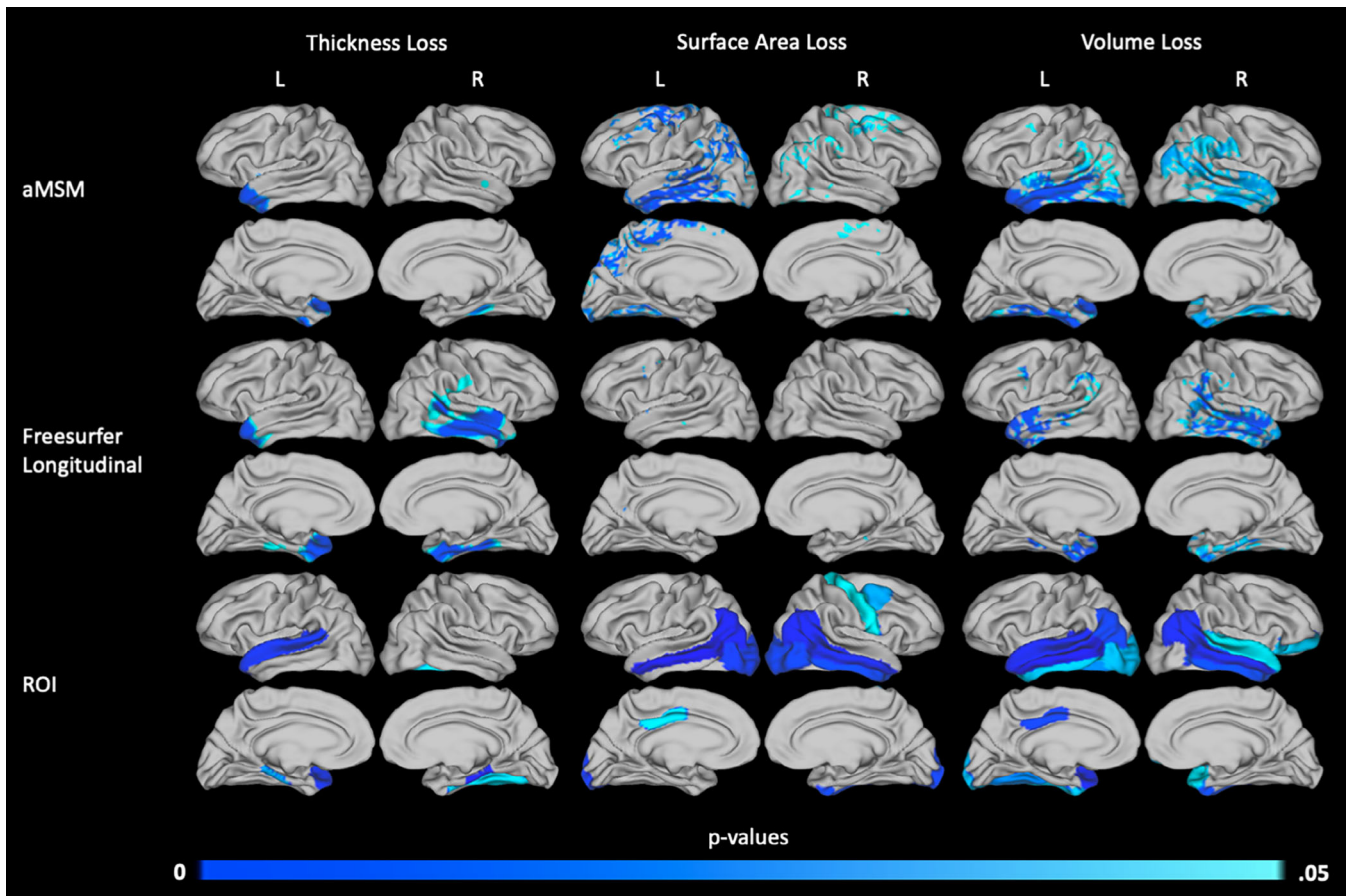 Thickness Loss
Surface Area Loss
Volume Loss
L
R
L
R
L
R
aMSM
Freesurfer
Longitudinal
ROI
p-values
0
.05